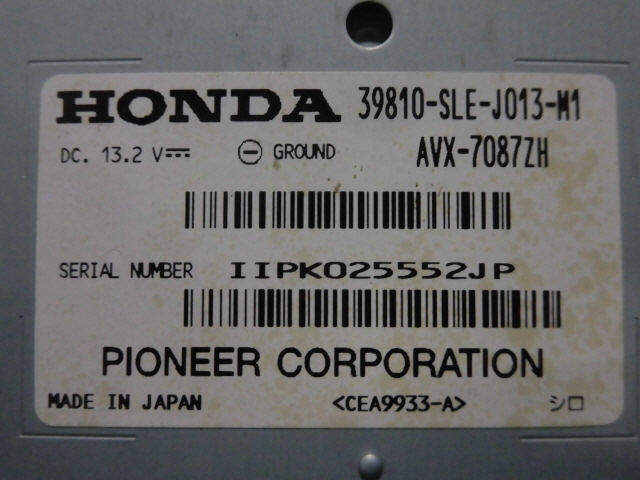 HONDA 39810-SLE-J013-M1
DC. 13.2 V ⊖ GROUND AVX-7087ZH
SERIAL NUMBER IIPK025552JP
PIONEER CORPORATION
MADE IN JAPAN <CEA9933-A> シロ